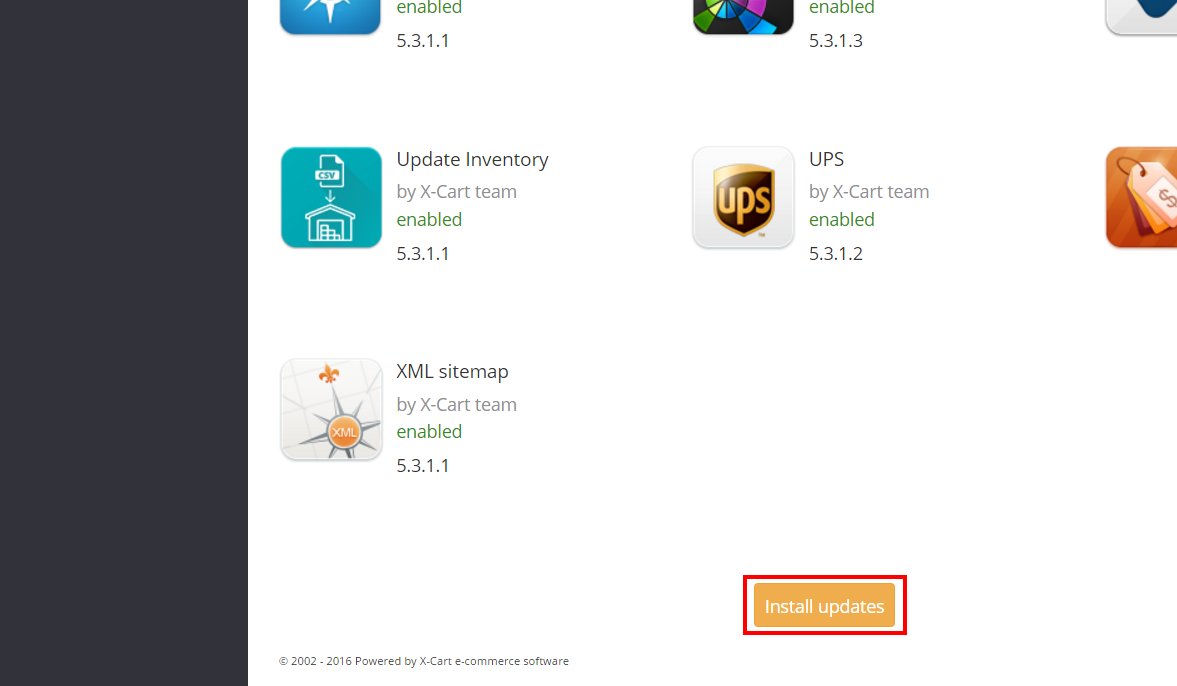 enabled
enabled
5.3.1.1
5.3.1.3
CSV
Update Inventory
by X-Cart team
enabled
5.3.1.1
ups
TM
UPS
by X-Cart team
enabled
5.3.1.2
$
XML
XML sitemap
by X-Cart team
enabled
5.3.1.1
Install updates
© 2002 - 2016 Powered by X-Cart e-commerce software